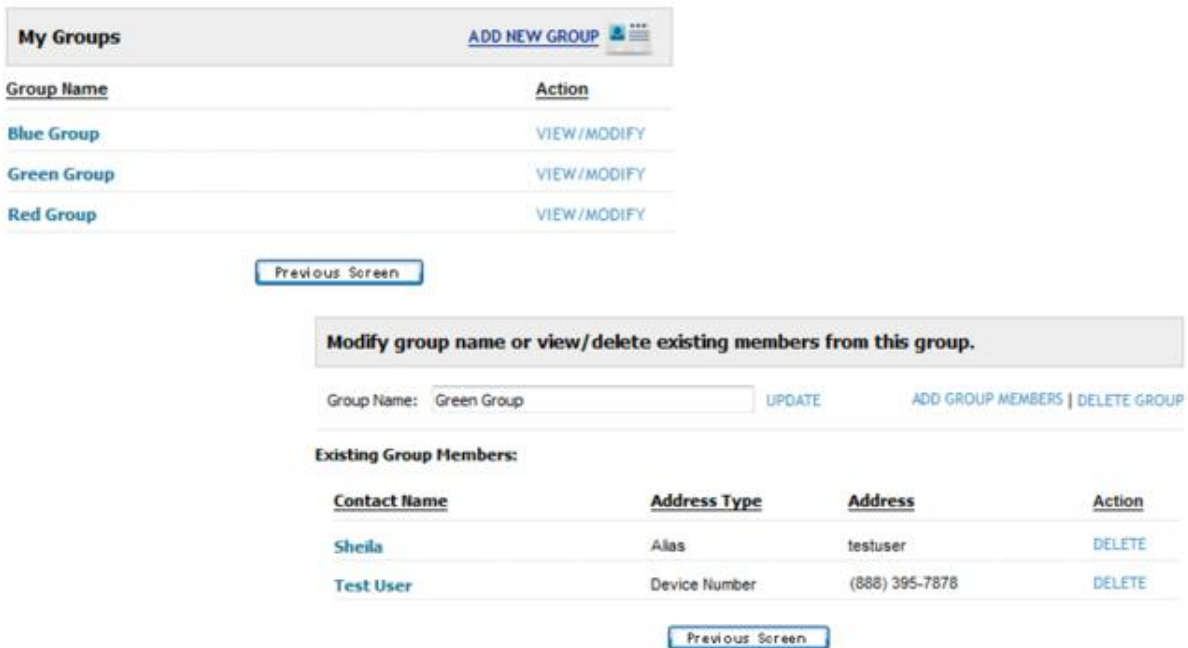 My Groups ADD NEW GROUP
Group Name Action
Blue Group VIEW/MODIFY
Green Group VIEW/MODIFY
Red Group VIEW/MODIFY
Previous Screen
Modify group name or view/delete existing members from this group.
Group Name: Green Group UPDATE ADD GROUP MEMBERS | DELETE GROUP
Existing Group Members:
Contact Name Address Type Address Action
Sheila Alias testuser DELETE
Test User Device Number (888) 395-7878 DELETE
Previous Screen